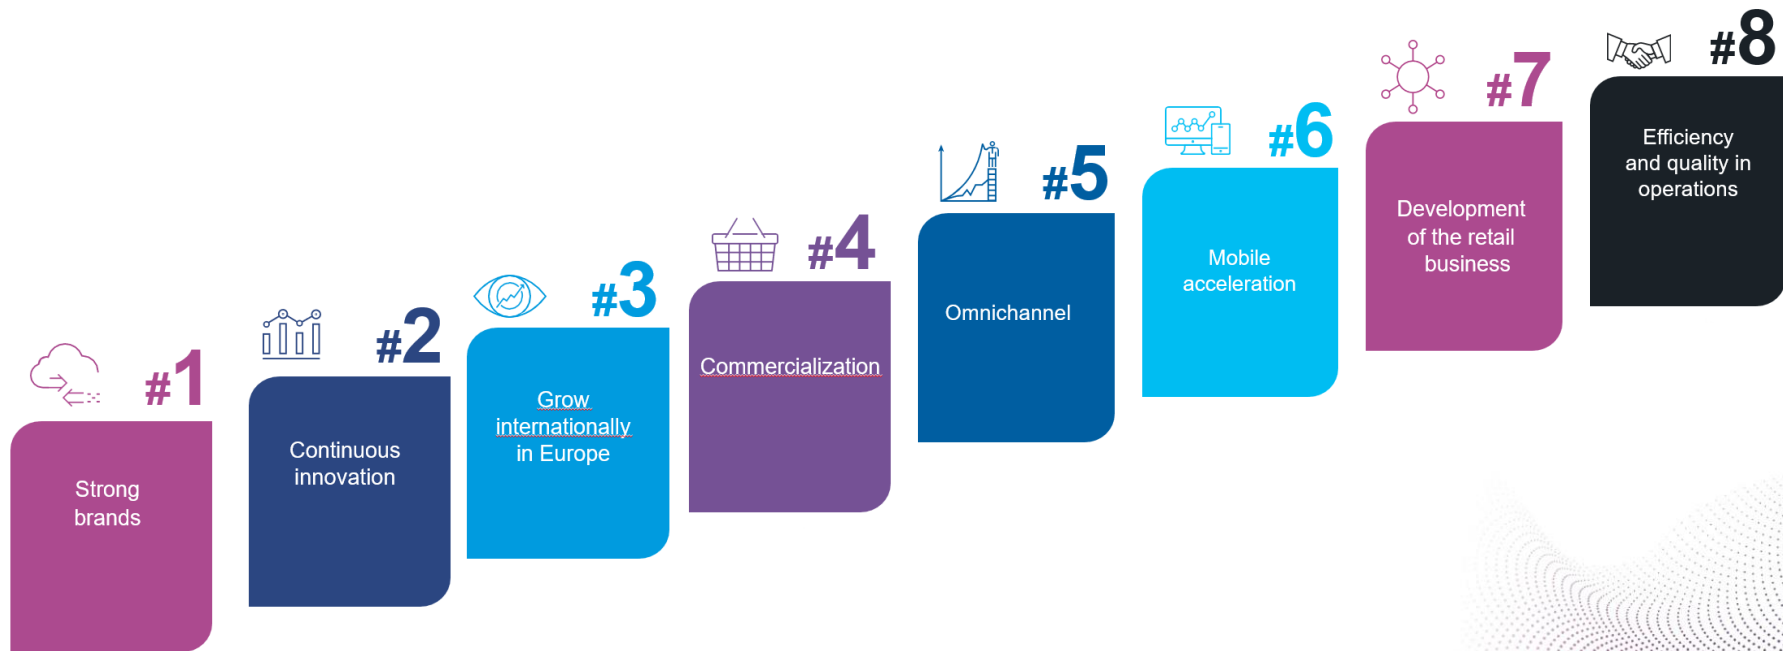 #1
Strong
brands
#2
Continuous
innovation
#3
Grow
internationally
in Europe
#4
Commercialization
#5
Omnichannel
#6
Mobile
acceleration
#7
Development
of the retail
business
#8
Efficiency
and quality in
operations